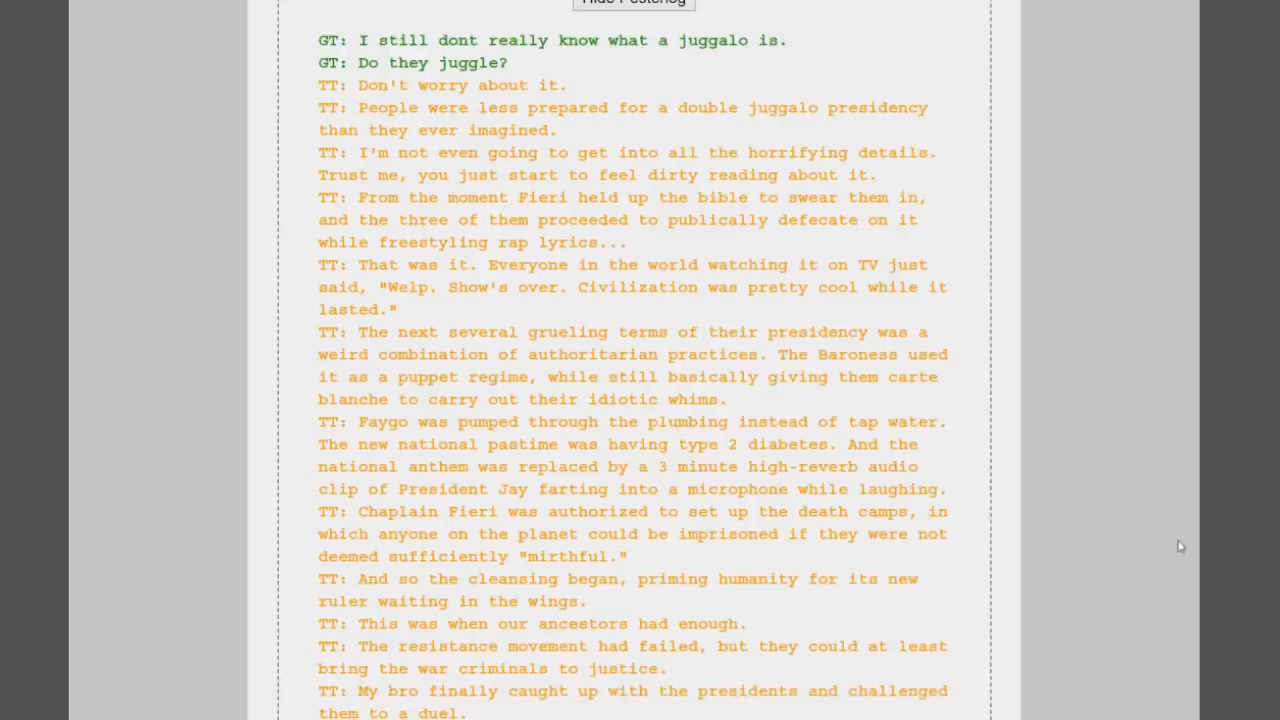 Hide Pesterlog
GT: I still dont really know what a juggalo is.
GT: Do they juggle?
TT: Don't worry about it.
TT: People were less prepared for a double juggalo presidency
than they ever imagined.
TT: I'm not even going to get into all the horrifying details.
Trust me, you just start to feel dirty reading about it.
TT: From the moment Fieri held up the bible to swear them in,
and the three of them proceeded to publically defecate on it
while freestyling rap lyrics...
TT: That was it. Everyone in the world watching it on TV just
said, "Welp. Show's over. Civilization was pretty cool while it
lasted."
TT: The next several grueling terms of their presidency was a
weird combination of authoritarian practices. The Baroness used
it as a puppet regime, while still basically giving them carte
blanche to carry out their idiotic whims.
TT: Faygo was pumped through the plumbing instead of tap water.
The new national pastime was having type 2 diabetes. And the
national anthem was replaced by a 3 minute high-reverb audio
clip of President Jay farting into a microphone while laughing.
TT: Chaplain Fieri was authorized to set up the death camps, in
which anyone on the planet could be imprisoned if they were not
deemed sufficiently "mirthful."
TT: And so the cleansing began, priming humanity for its new
ruler waiting in the wings.
TT: This was when our ancestors had enough.
TT: The resistance movement had failed, but they could at least
bring the war criminals to justice.
TT: My bro finally caught up with the presidents and challenged
them to a duel.